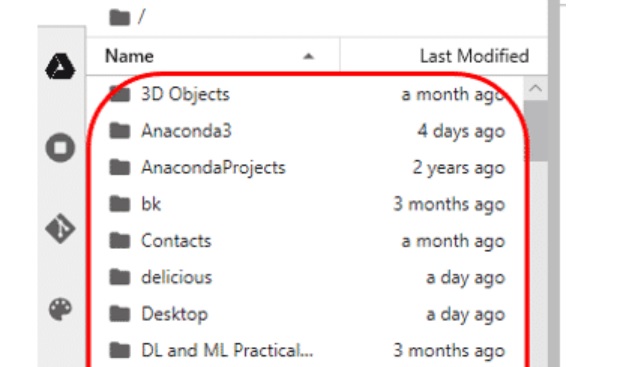 /
Name Last Modified
3D Objects a month ago
Anaconda3 4 days ago
AnacondaProjects 2 years ago
bk 3 months ago
Contacts a month ago
delicious a day ago
Desktop a day ago
DL and ML Practical... 3 months ago